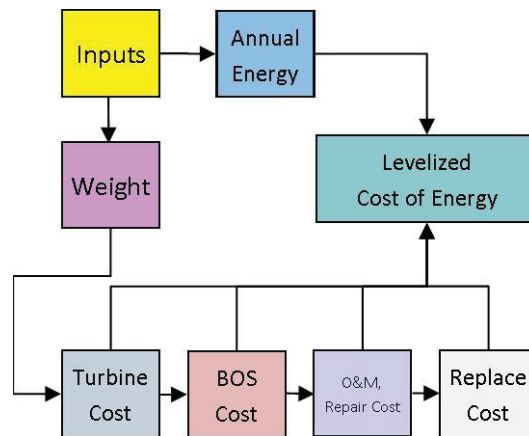 Inputs
Annual
Energy
Weight
Levelized
Cost of Energy
Turbine
Cost
BOS
Cost
O&M,
Repair Cost
Replace
Cost